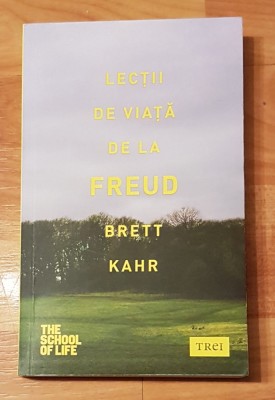 LECȚII
DE VIAȚĂ
DE LA
FREUD
BRETT
KAHR
THE
SCHOOL
OF LIFE
TREI